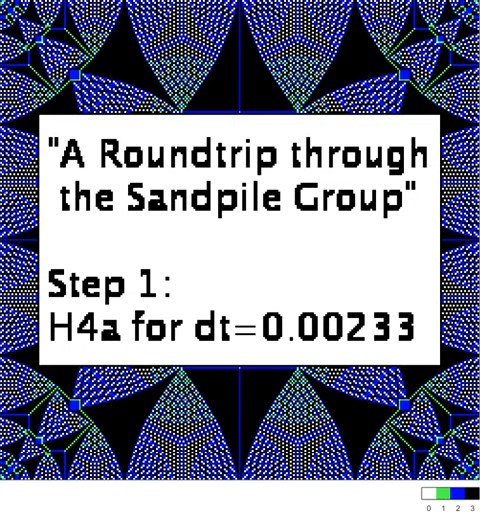 "A Roundtrip through
the Sandpile Group"
Step 1:
H4a for dt=0.00233
0 1 2 3